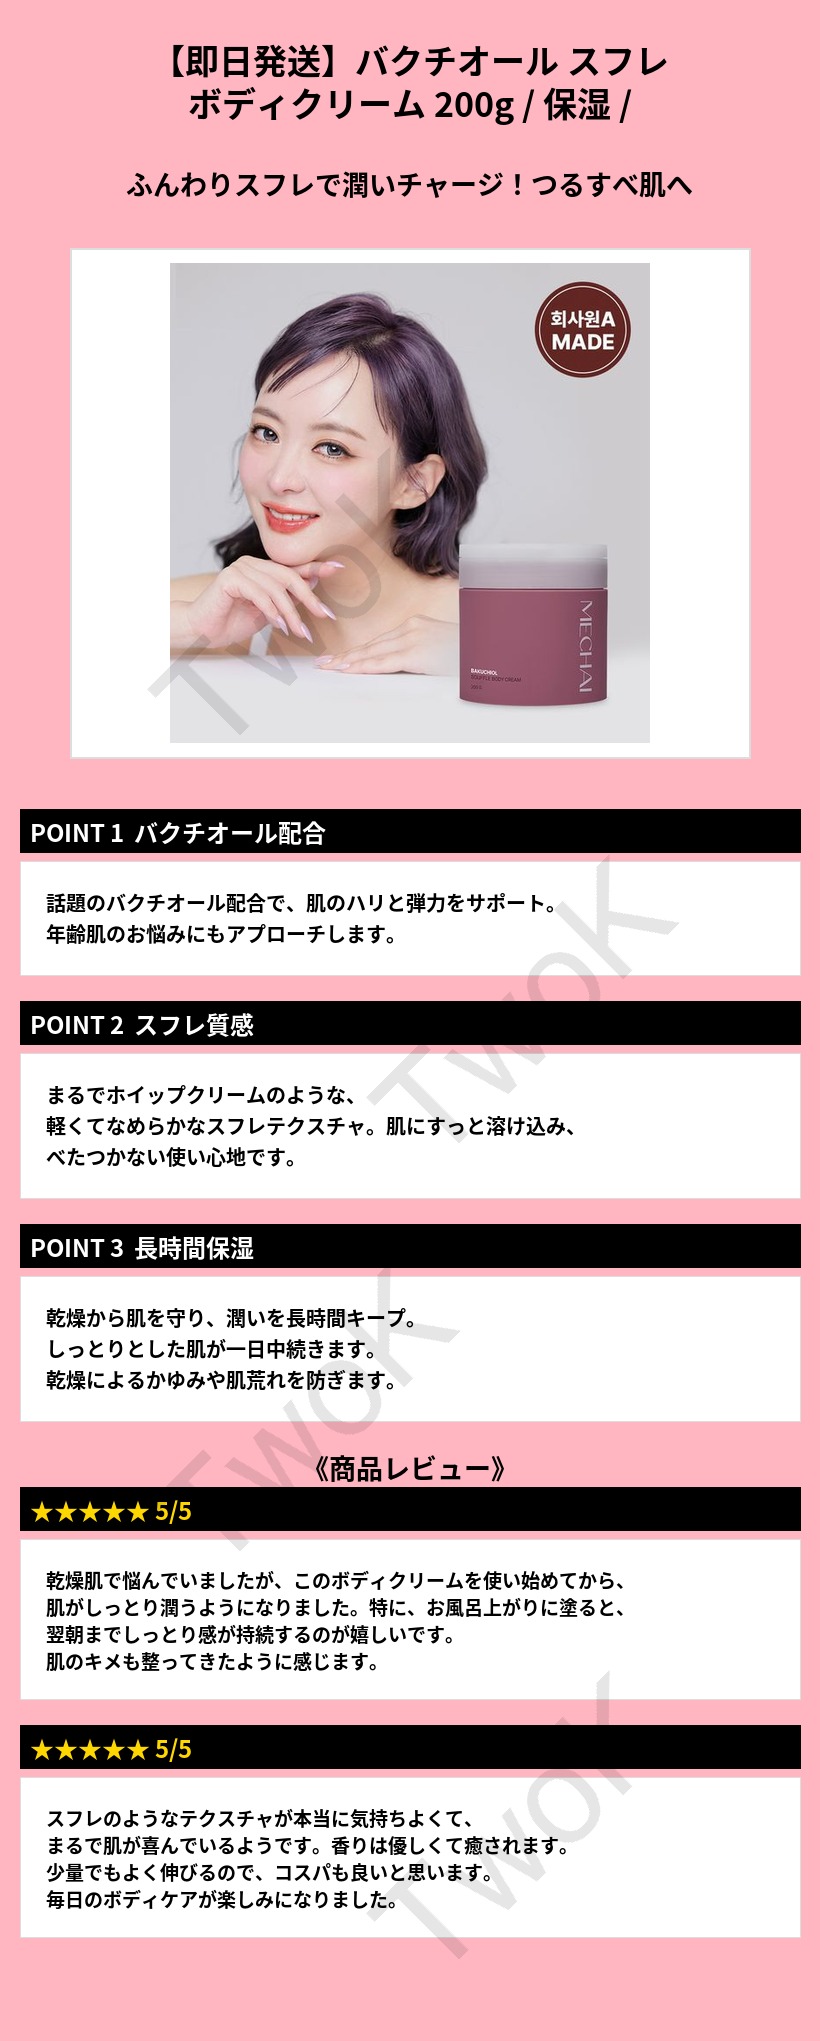 【即日発送】バクチオール スフレ
ボディクリーム 200g / 保湿 /
ふんわりスフレで潤いチャージ！つるすべ肌へ
회사원A
MADE
MECHAI
BAKUCHIOL
SOUFFLE BODY CREAM
TwoK
POINT 1 バクチオール配合
話題のバクチオール配合で、肌のハリと弾力をサポート。
年齢肌のお悩みにもアプローチします。
TwoK
POINT 2 スフレ質感
まるでホイップクリームのような、
軽くてなめらかなスフレテクスチャ。肌にすっと溶け込み、
べたつかない使い心地です。
POINT 3 長時間保湿
乾燥から肌を守り、潤いを長時間キープ。
しっとりとした肌が一日中続きます。
乾燥によるかゆみや肌荒れを防ぎます。
TwoK
《商品レビュー》
★★★★★ 5/5
乾燥肌で悩んでいましたが、このボディクリームを使い始めてから、
肌がしっとり潤うようになりました。特に、お風呂上がりに塗ると、
翌朝までしっとり感が持続するのが嬉しいです。
肌のキメも整ってきたように感じます。
★★★★★ 5/5
スフレのようなテクスチャが本当に気持ちよくて、
まるで肌が喜んでいるようです。香りは優しくて癒されます。
少量でもよく伸びるので、コスパも良いと思います。
毎日のボディケアが楽しみになりました。
TwoK